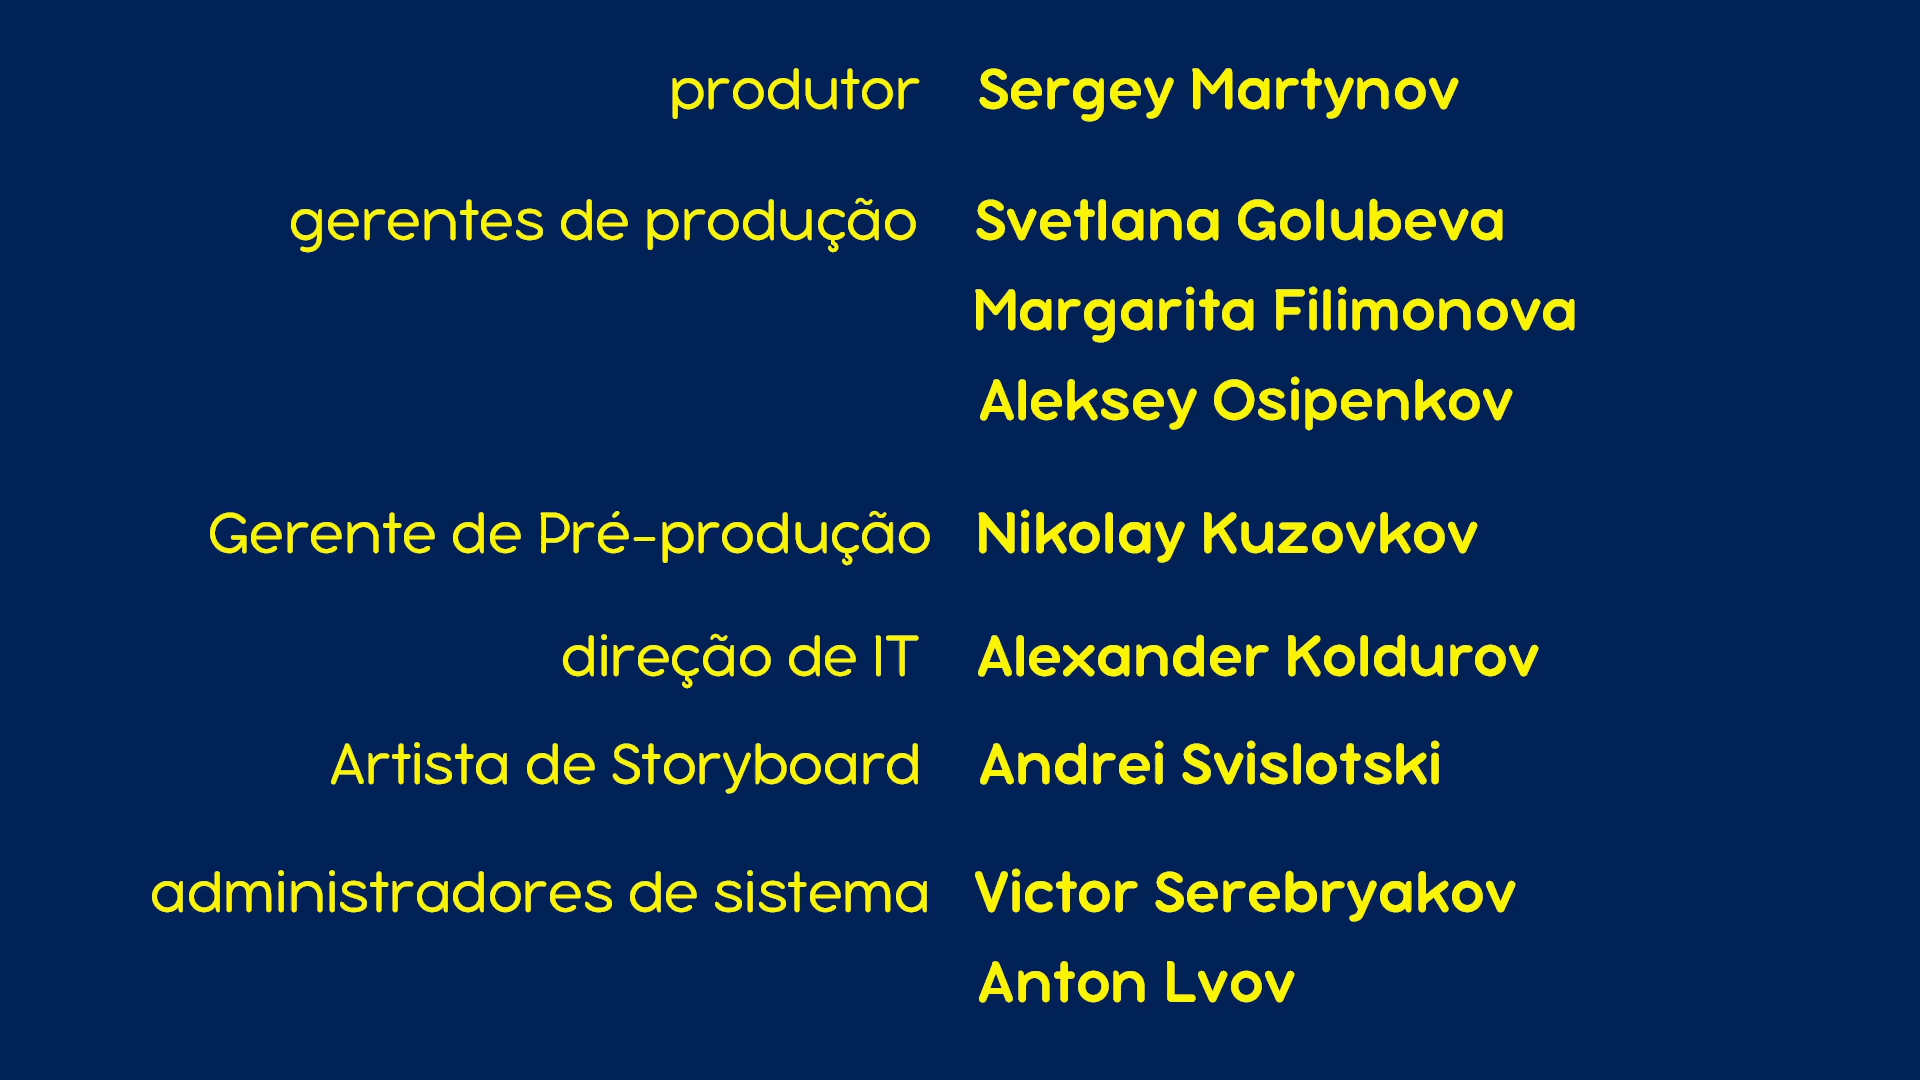 produtor Sergey Martynov
gerentes de produção Svetlana Golubeva
Margarita Filimonova
Aleksey Osipenkov
Gerente de Pré-produção Nikolay Kuzovkov
direção de IT Alexander Koldurov
Artista de Storyboard Andrei Svislotski
administradores de sistema Victor Serebryakov
Anton Lvov